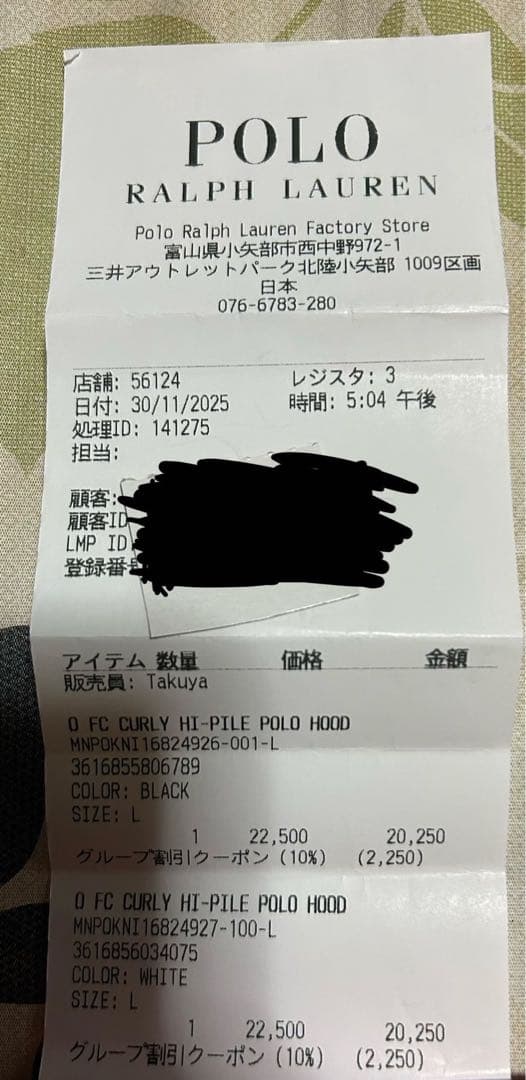 POLO
RALPH LAUREN
Polo Ralph Lauren Factory Store
富山県小矢部市西中野972-1
三井アウトレットパーク北陸小矢部 1009区画
日本
076-6783-280
店舗: 56124 レジスタ: 3
日付: 30/11/2025 時間: 5:04 午後
処理ID: 141275
担当:
顧客:
顧客ID
LMP ID
登録番号
アイテム 数量 価格 金額
販売員: Takuya
O FC CURLY HI-PILE POLO HOOD
MNPOKNI16824926-001-L
3616855806789
COLOR: BLACK
SIZE: L
1 22,500 20,250
グループ割引クーポン (10%) (2,250)
O FC CURLY HI-PILE POLO HOOD
MNPOKNI16824927-100-L
3616856034075
COLOR: WHITE
SIZE: L
1 22,500 20,250
グループ割引クーポン (10%) (2,250)